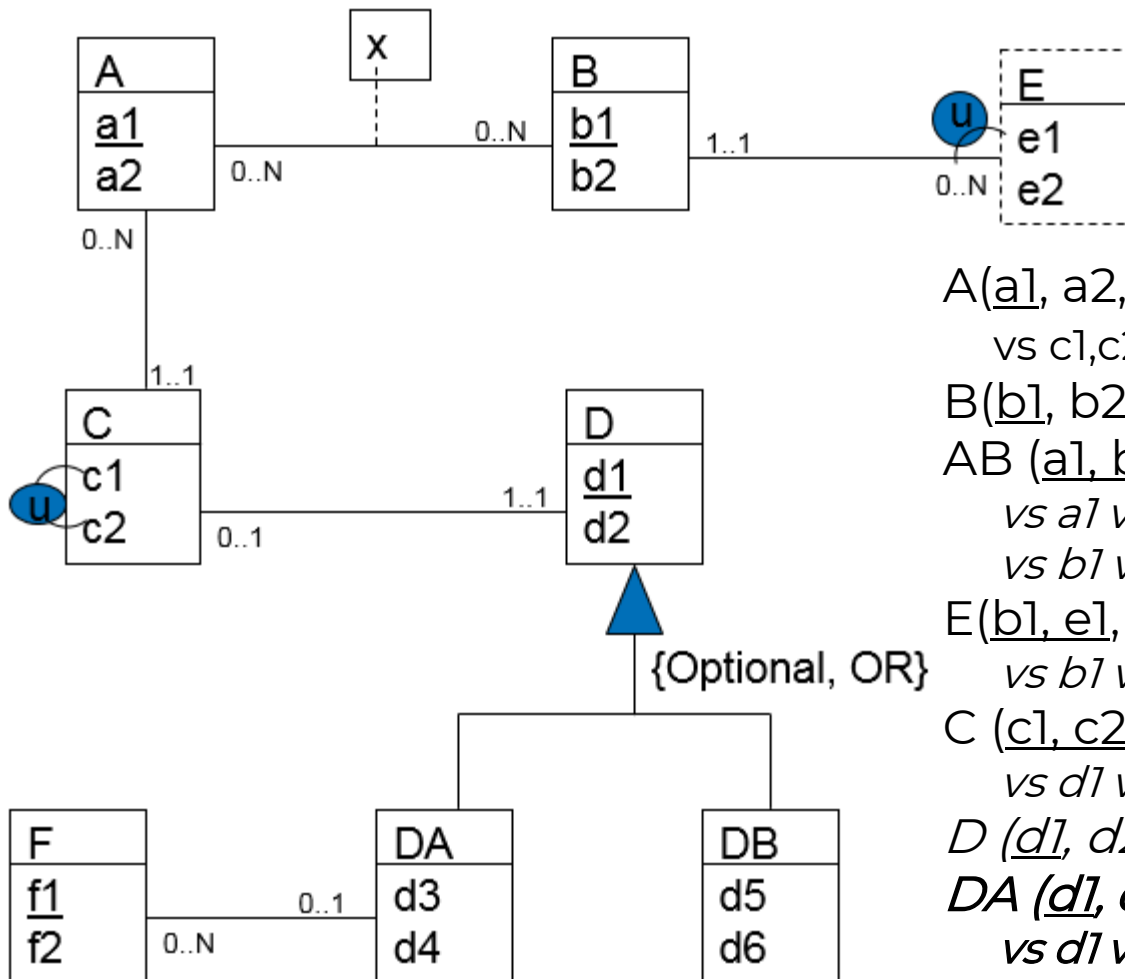 x
A
a1
a2
0..N
0..N
B
b1
b2
1..1
u
0..N
E
e1
e2
0..N
1..1
C
c1
c2
u
0..1
1..1
D
d1
d2
{Optional, OR}
F
f1
f2
0..N
0..1
DA
d3
d4
DB
d5
d6
A(a1, a2,
vs c1,c2
B(b1, b2
AB (a1, b
vs a1 v
vs b1 v
E(b1, e1,
vs b1 v
C (c1, c2
vs d1 v
D (d1, d2
DA (d1,
vs d1 v